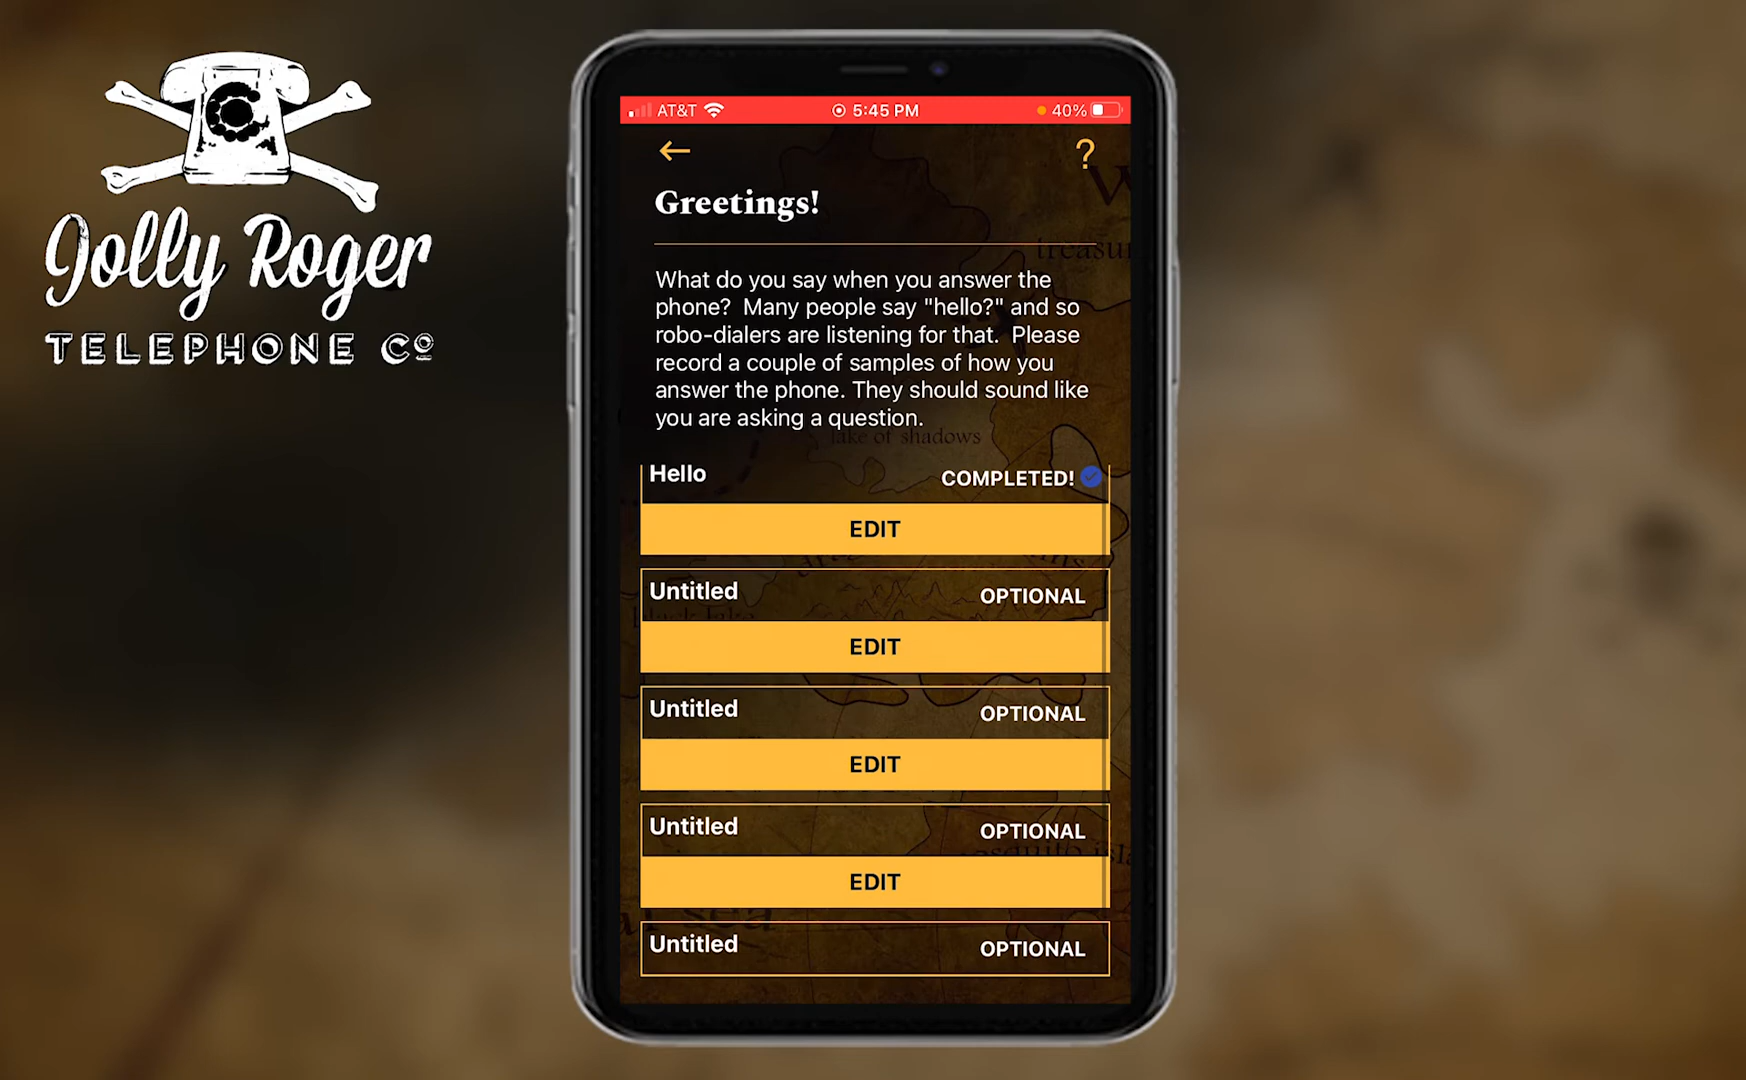 Jolly Roger
TELEPHONE Co
AT&T
5:45 PM
40%
?
Greetings!
What do you say when you answer the
phone? Many people say "hello?" and so
robo-dialers are listening for that. Please
record a couple of samples of how you
answer the phone. They should sound like
you are asking a question.
lake of shadows
Hello
COMPLETED!
EDIT
Untitled
OPTIONAL
EDIT
Untitled
OPTIONAL
EDIT
Untitled
OPTIONAL
EDIT
Untitled
OPTIONAL